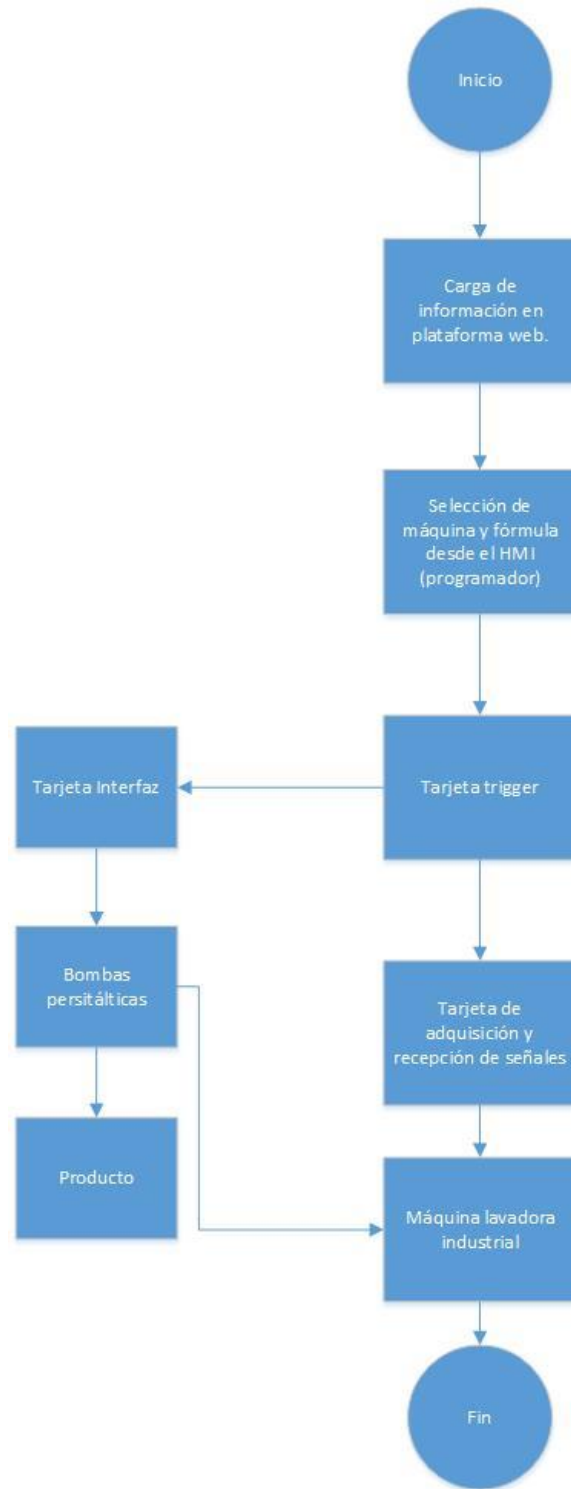 Inicio
Carga de
información en
plataforma web.
Selección de
máquina y fórmula
desde el HMI
(programador)
Tarjeta Interfaz
Tarjeta trigger
Bombas
persitálticas
Tarjeta de
adquisición y
recepción de señales
Producto
Máquina lavadora
industrial
Fin